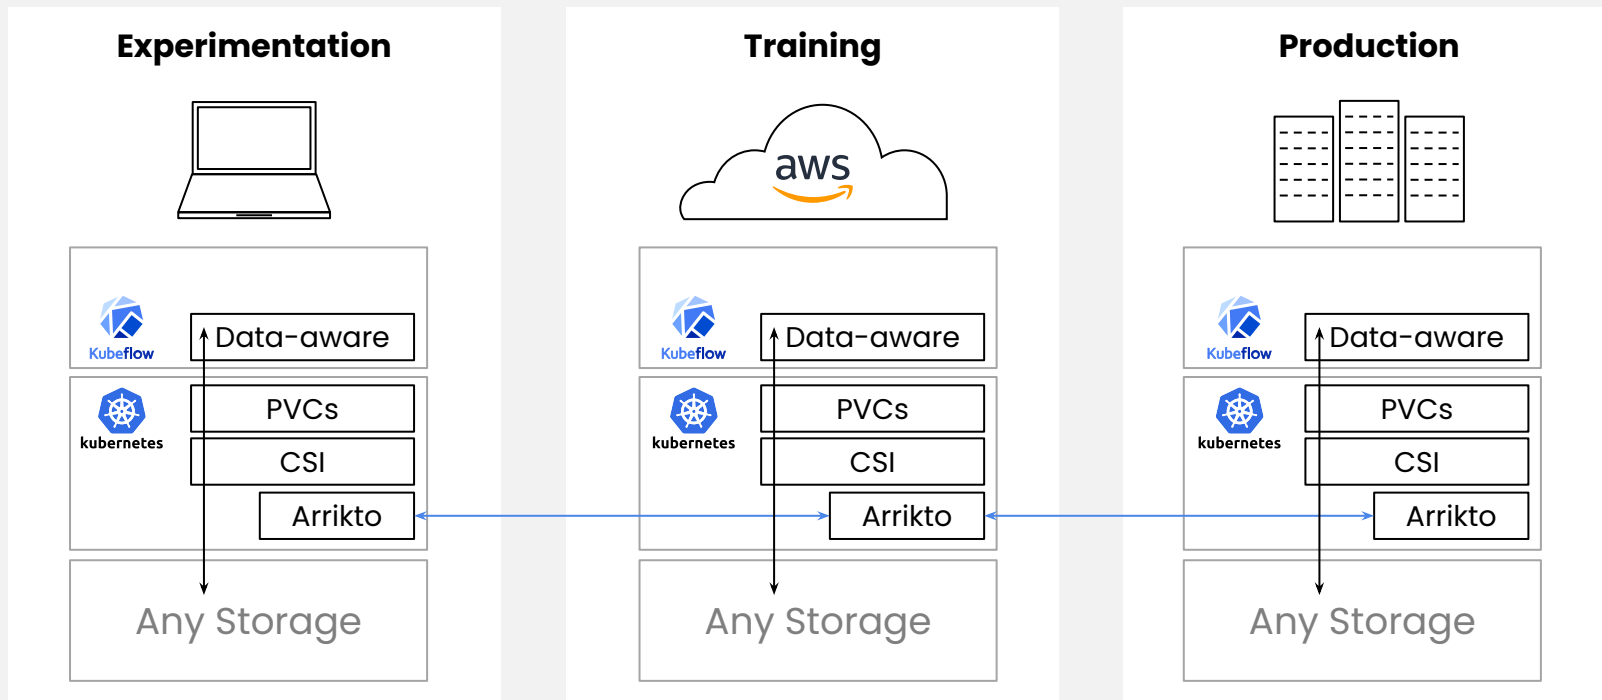 Experimentation
Kubeflow
Data-aware
kubernetes
PVCs
CSI
Arrikto
Any Storage
Training
aws
Kubeflow
Data-aware
kubernetes
PVCs
CSI
Arrikto
Any Storage
Production
Kubeflow
Data-aware
kubernetes
PVCs
CSI
Arrikto
Any Storage